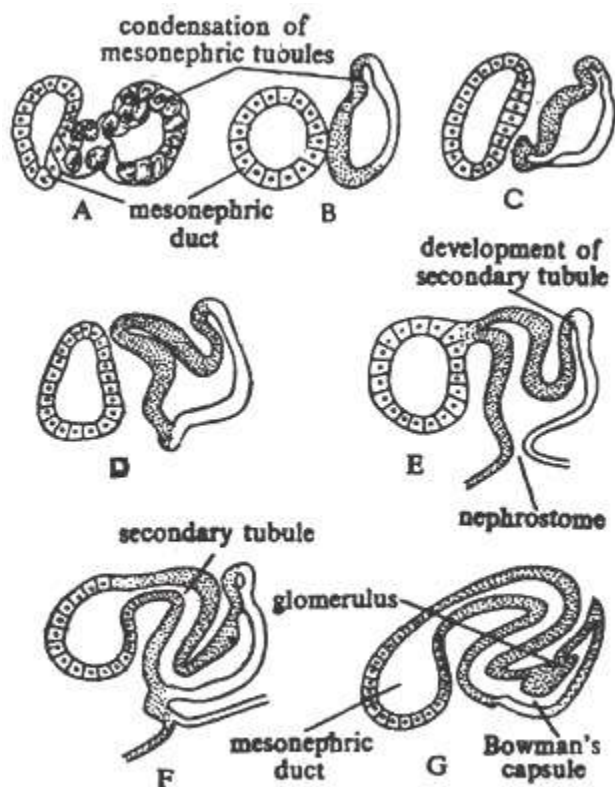 condensation of
mesonephric tubules
A
mesonephric
duct
B
C
development of
secondary tubule
D
E
nephrostome
secondary tubule
glomerulus
mesonephric
duct
F
G
Bowman's
capsule